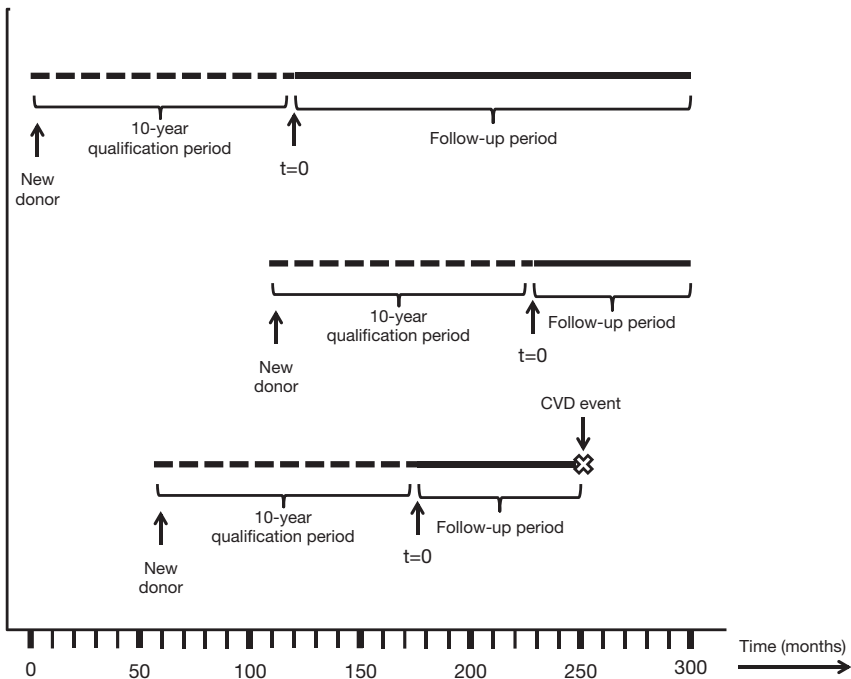 10-year
qualification period
Follow-up period
t=0
New
donor
10-year
qualification period
Follow-up period
t=0
New
donor
CVD event
10-year
qualification period
Follow-up period
t=0
New
donor
Time (months)
0 50 100 150 200 250 300